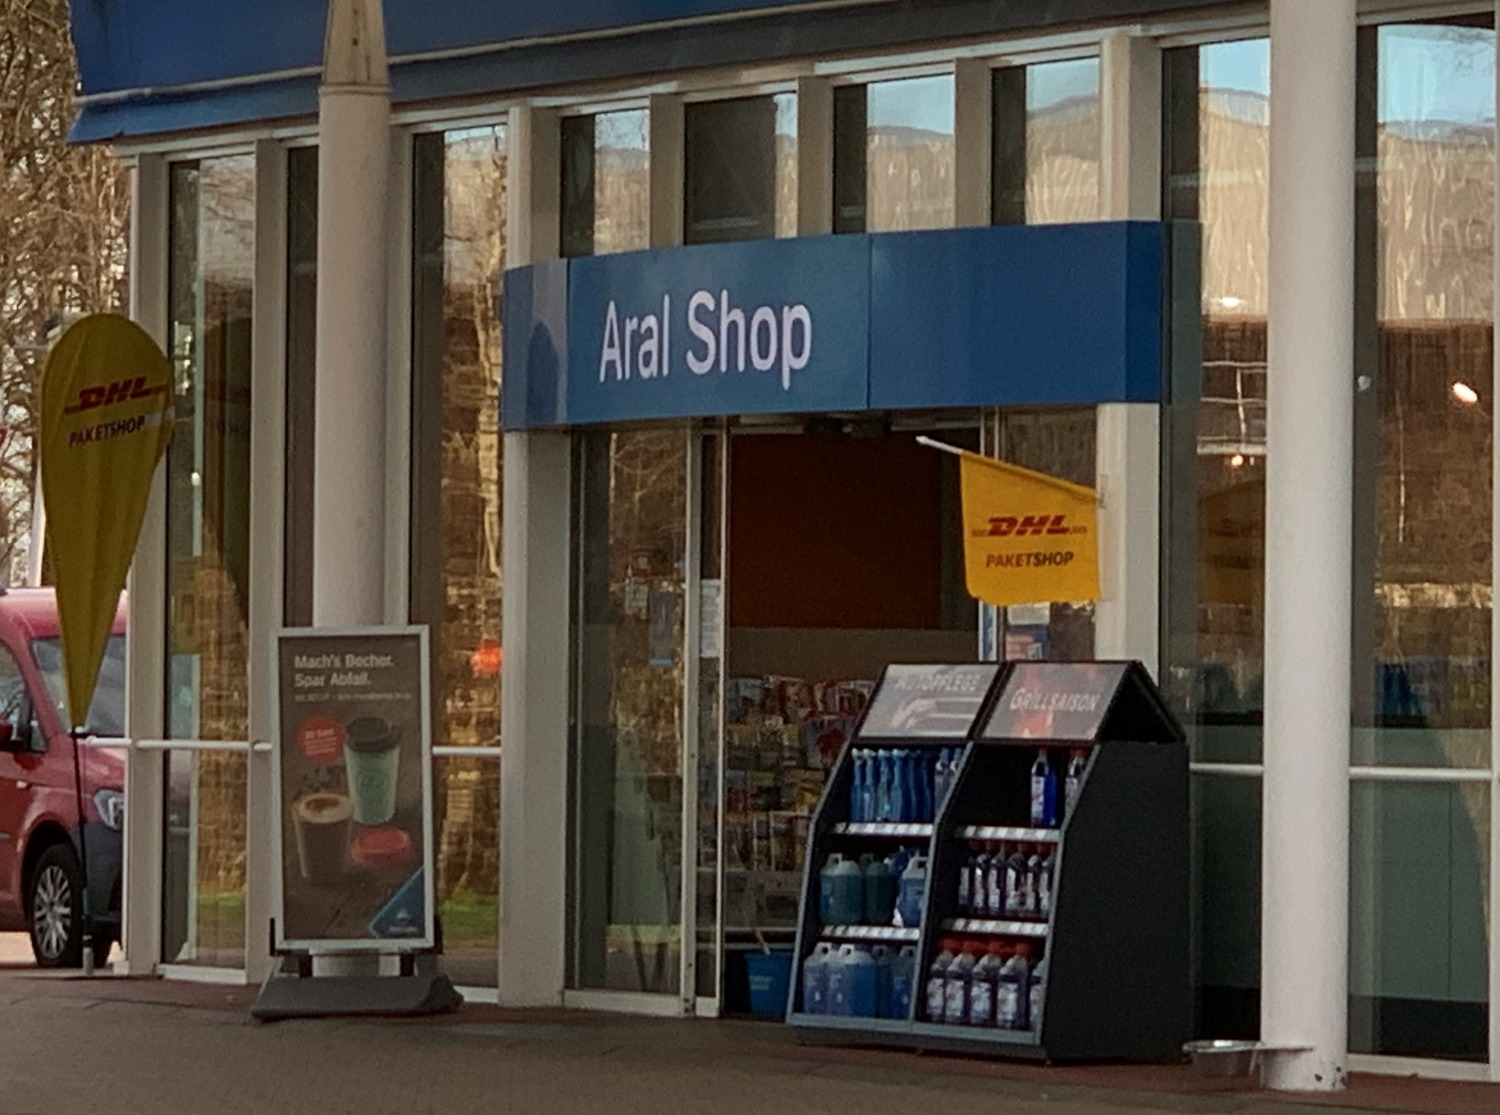 Aral Shop
DHL
PAKETSHOP
DHL
PAKETSHOP
Mach's Becher.
Spar Abfall.
AUTOPFLEGE
GRILLSAISON